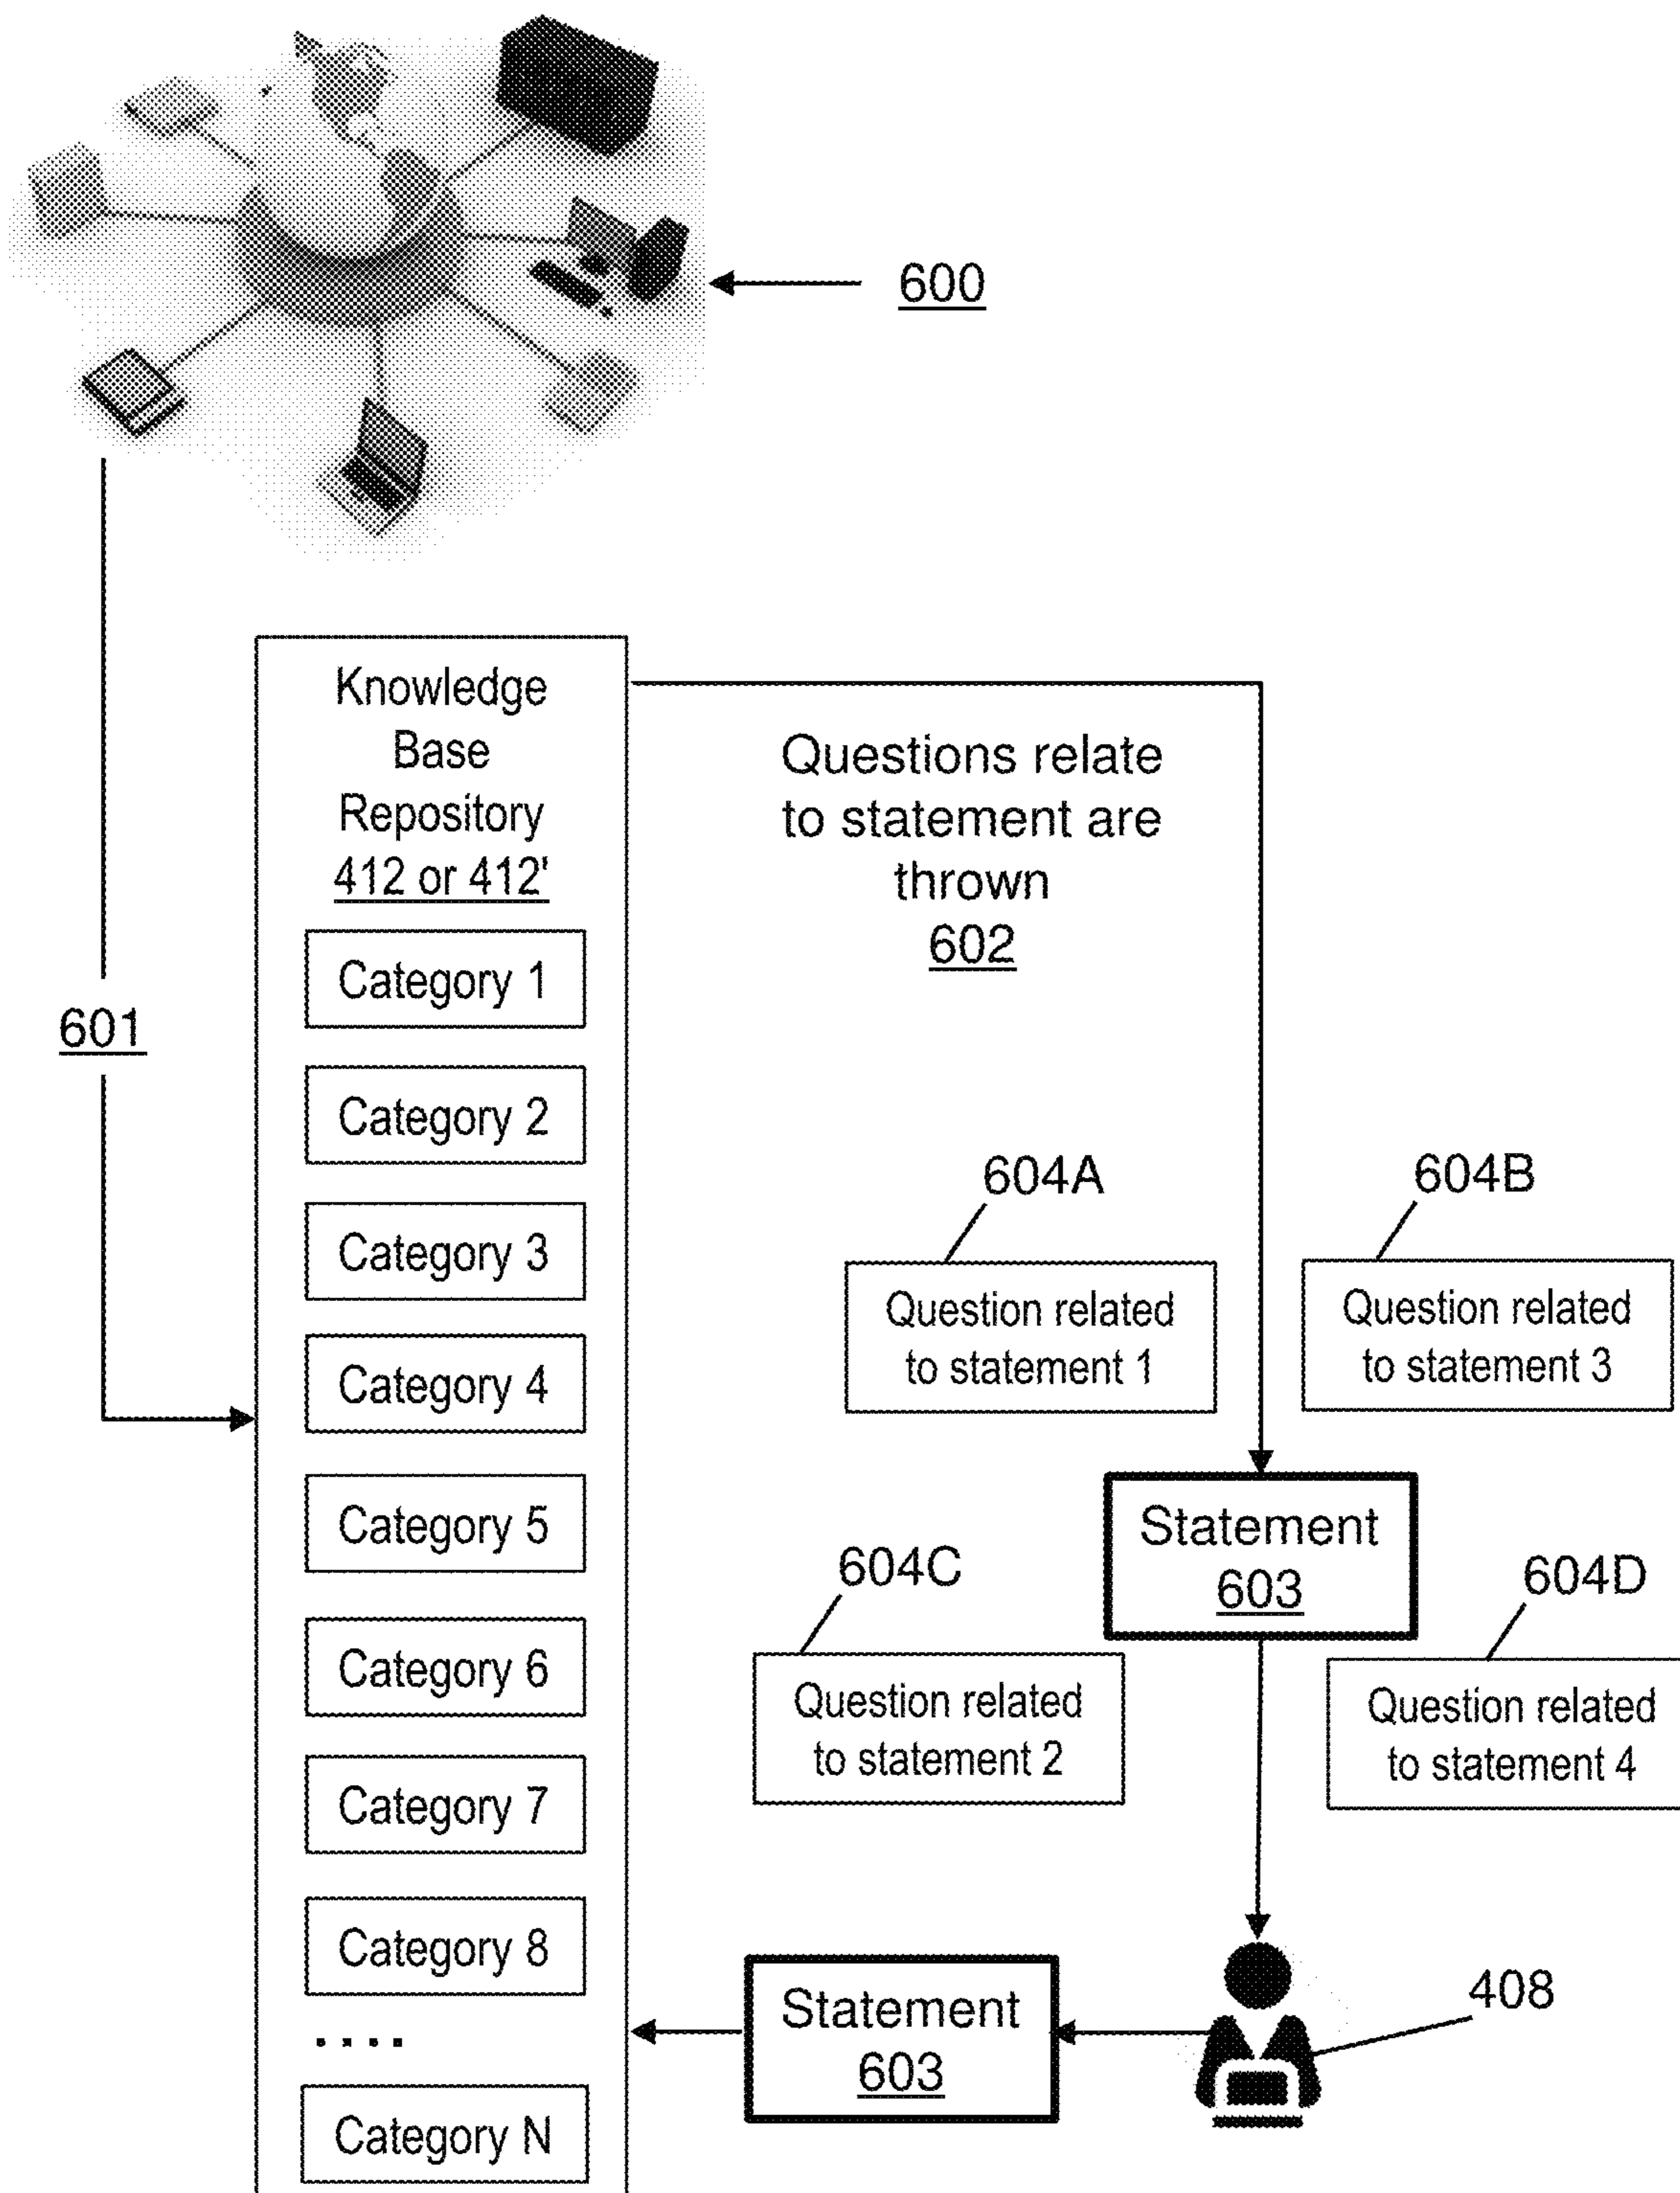 600
Knowledge
Base
Repository
412 or 412'
Category 1
Category 2
Category 3
Category 4
Category 5
Category 6
Category 7
Category 8
....
Category N
601
Questions relate
to statement are
thrown
602
604A
Question related
to statement 1
604B
Question related
to statement 3
Statement
603
604C
Question related
to statement 2
604D
Question related
to statement 4
408
Statement
603